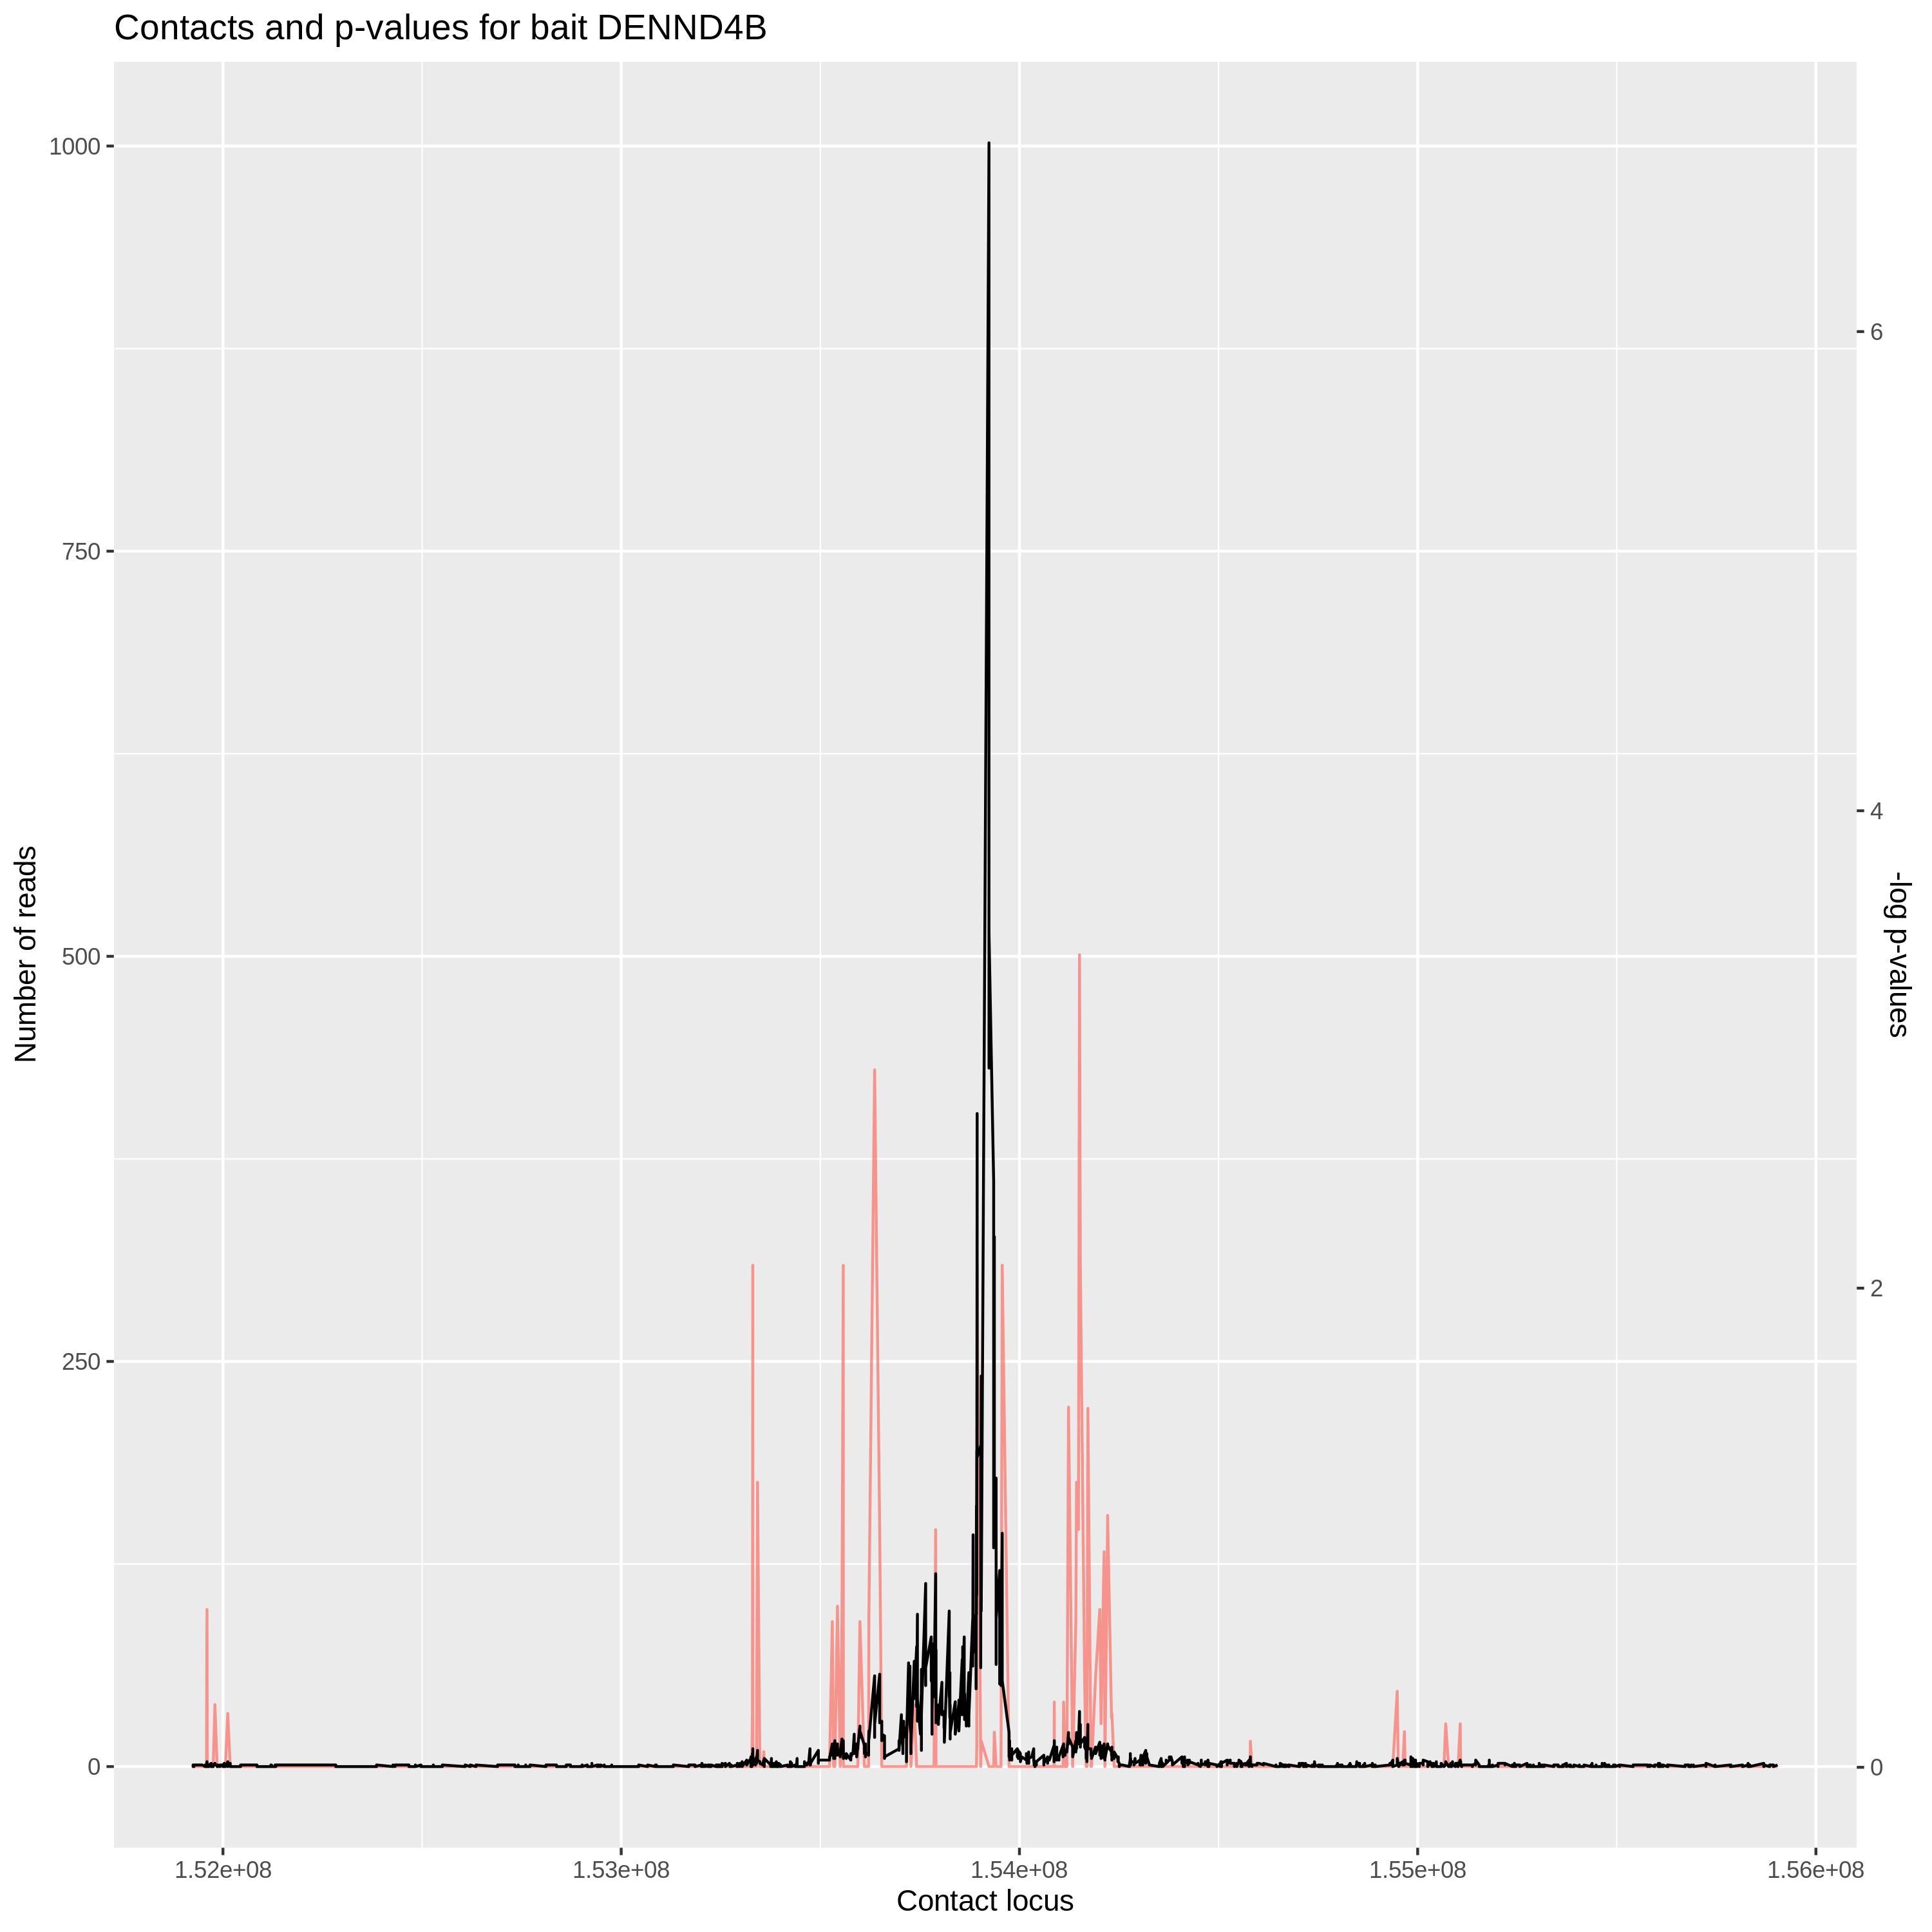 Contacts and p-values for bait DENND4B
1000
750
500
250
0
Number of reads
6
4
2
0
-log p-values
1.52e+08
1.53e+08
1.54e+08
1.55e+08
1.56e+08
Contact locus